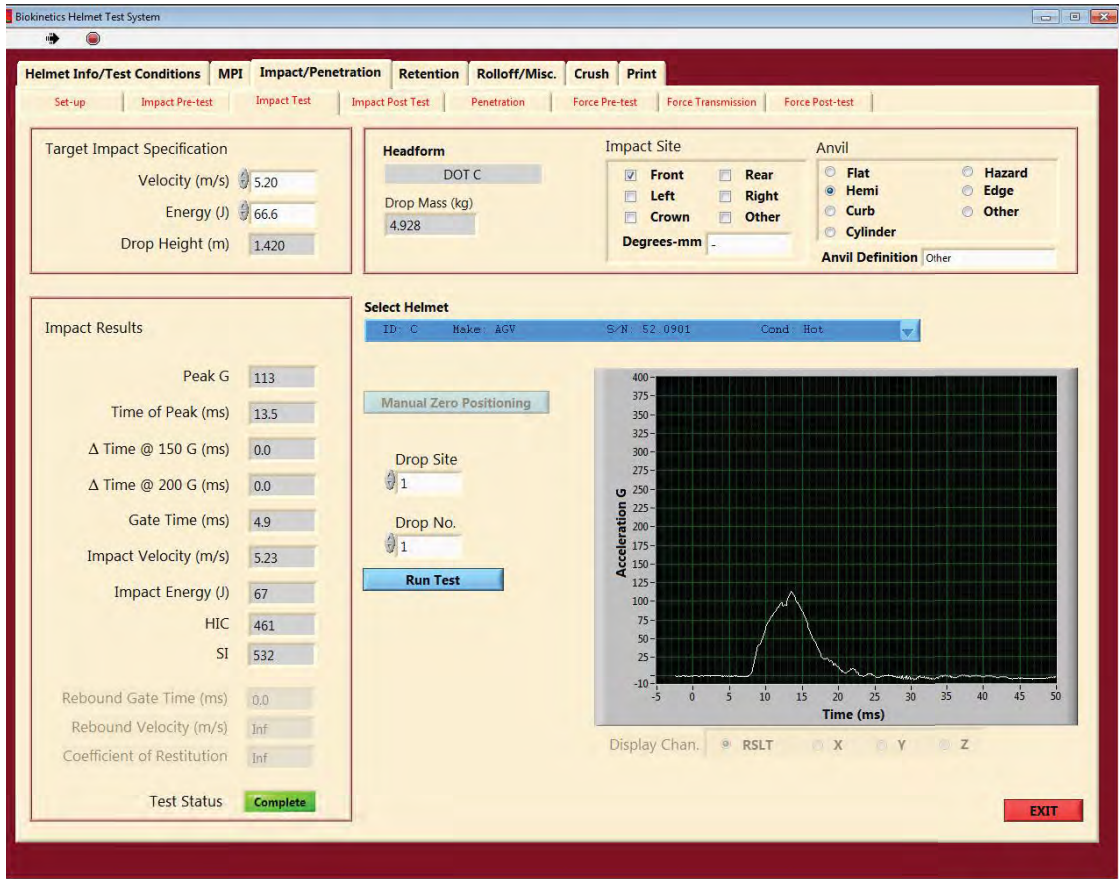 Biokinetics Helmet Test System
Helmet Info/Test Conditions MPI Impact/Penetration Retention Rolloff/Misc. Crush Print
Set-up Impact Pre-test Impact Test Impact Post Test Penetration Force Pre-test Force Transmission Force Post-test
Target Impact Specification
Velocity (m/s) 5.20
Energy (J) 66.6
Drop Height (m) 1.420
Headform
DOT C
Drop Mass (kg)
4.928
Impact Site
Front Rear
Left Right
Crown Other
Degrees-mm -
Anvil
Flat Hazard
Hemi Edge
Curb Other
Cylinder
Anvil Definition Other
Impact Results
Peak G 113
Time of Peak (ms) 13.5
Δ Time @ 150 G (ms) 0.0
Δ Time @ 200 G (ms) 0.0
Gate Time (ms) 4.9
Impact Velocity (m/s) 5.23
Impact Energy (J) 67
HIC 461
SI 532
Rebound Gate Time (ms) 0.0
Rebound Velocity (m/s) Inf
Coefficient of Restitution Inf
Test Status Complete
Select Helmet
ID: C Make: AGV S/N: 52 0901 Cond: Hot
Manual Zero Positioning
Drop Site
1
Drop No.
1
Run Test
Acceleration G
400
375
350
325
300
275
250
225
200
175
150
125
100
75
50
25
-10
-5 0 5 10 15 20 25 30 35 40 45 50
Time (ms)
Display Chan. RSLT X Y Z
EXIT